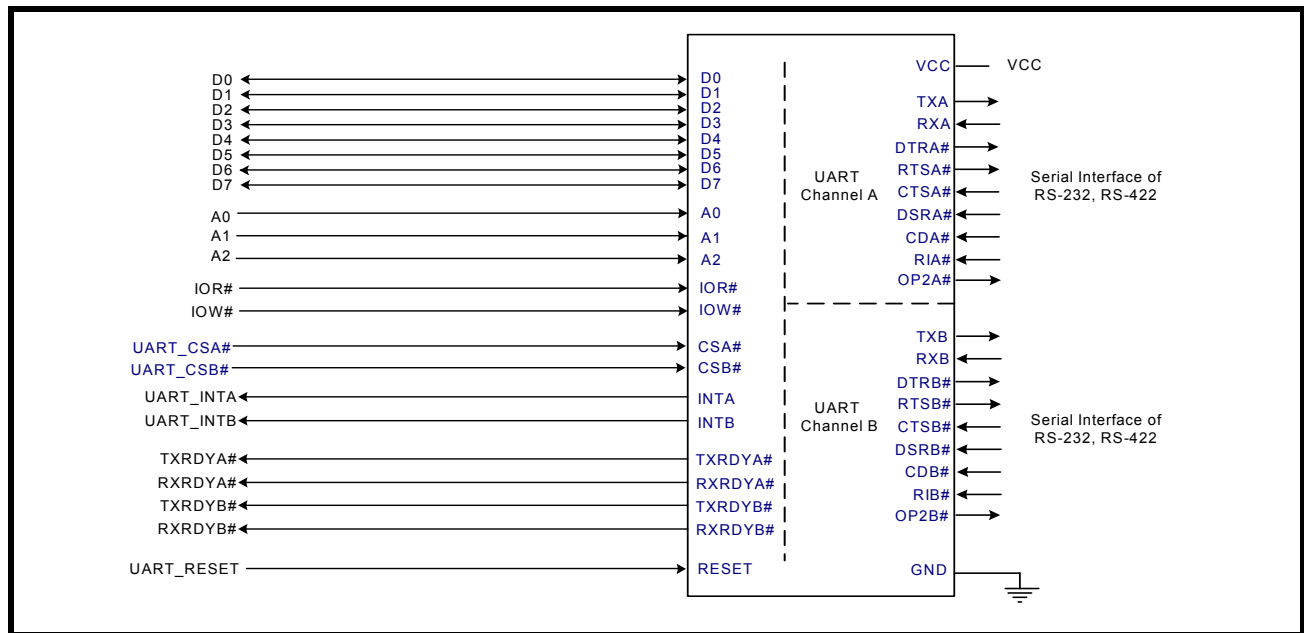 D0
D1
D2
D3
D4
D5
D6
D7
A0
A1
A2
IOR#
IOW#
UART_CSA#
UART_CSB#
UART_INTA
UART_INTB
TXRDYA#
RXRDYA#
TXRDYB#
RXRDYB#
UART_RESET
D0
D1
D2
D3
D4
D5
D6
D7
A0
A1
A2
IOR#
IOW#
CSA#
CSB#
INTA
INTB
TXRDYA#
RXRDYA#
TXRDYB#
RXRDYB#
RESET
UART
Channel A
UART
Channel B
VCC
TXA
RXA
DTRA#
RTSA#
CTSA#
DSRA#
CDA#
RIA#
OP2A#
TXB
RXB
DTRB#
RTSB#
CTSB#
DSRB#
CDB#
RIB#
OP2B#
GND
VCC
Serial Interface of
RS-232, RS-422
Serial Interface of
RS-232, RS-422